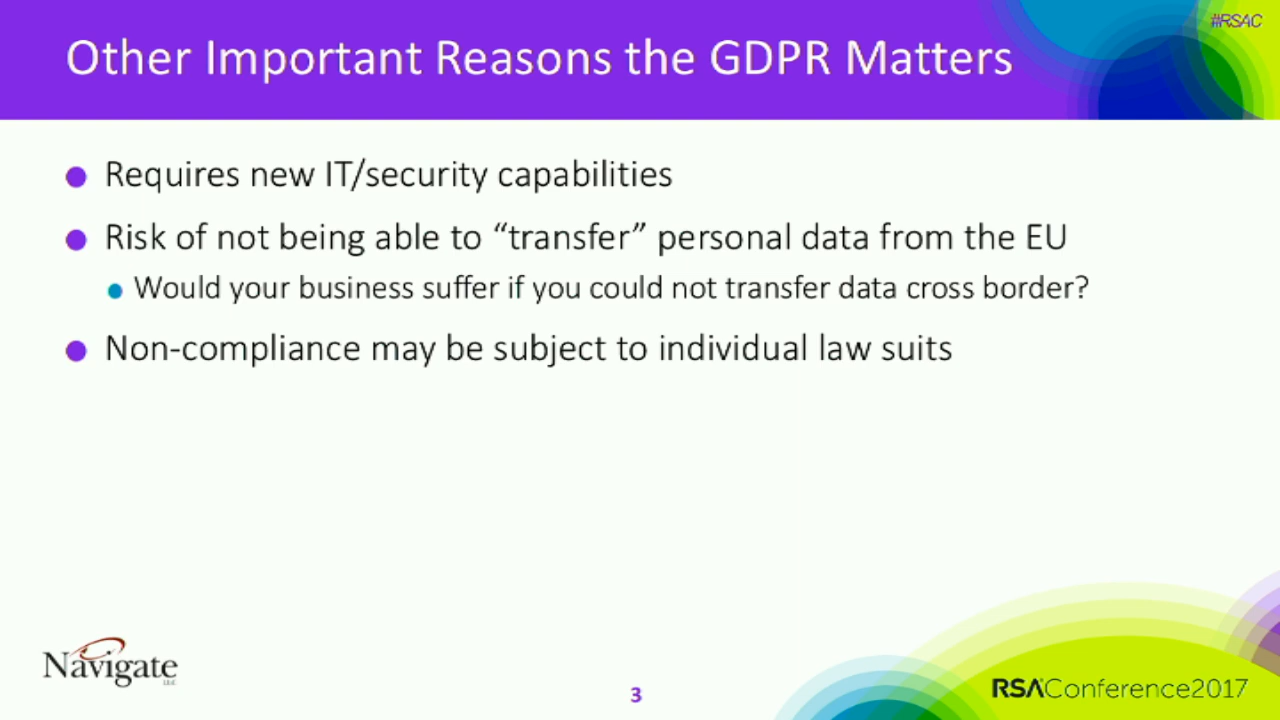 #RSAC
Other Important Reasons the GDPR Matters
Requires new IT/security capabilities
Risk of not being able to “transfer” personal data from the EU
Would your business suffer if you could not transfer data cross border?
Non-compliance may be subject to individual law suits
Navigate
LLC
3
RSAConference2017